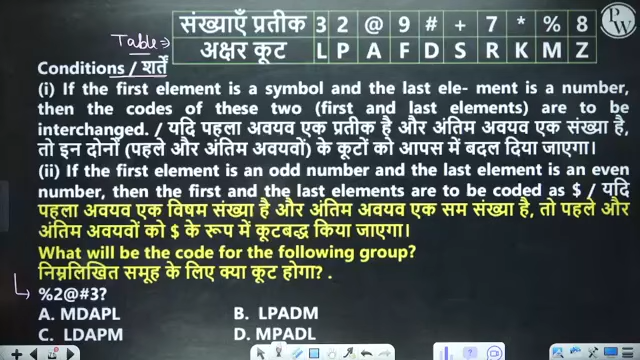 संख्याएँ प्रतीक 3 2 @ 9 # + 7 * % 8
Table⇒ अक्षर कूट L P A F D S R K M Z
Conditions / शर्तें
(i) If the first element is a symbol and the last ele- ment is a number,
then the codes of these two (first and last elements) are to be
interchanged. / यदि पहला अवयव एक प्रतीक है और अंतिम अवयव एक संख्या है,
तो इन दोनों (पहले और अंतिम अवयवों) के कूटों को आपस में बदल दिया जाएगा।
(ii) If the first element is an odd number and the last element is an even
number, then the first and the last elements are to be coded as $ / यदि
पहला अवयव एक विषम संख्या है और अंतिम अवयव एक सम संख्या है, तो पहले और
अंतिम अवयवों को $ के रूप में कूटबद्ध किया जाएगा।
What will be the code for the following group?
निम्नलिखित समूह के लिए क्या कूट होगा? .
%2@#3?
A. MDAPL B. LPADM
C. LDAPM D. MPADL